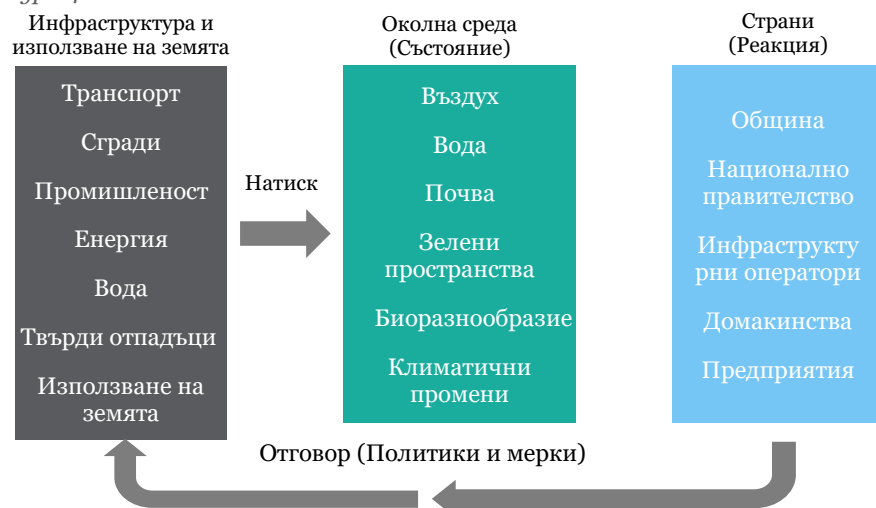 Инфраструктура и
използване на земята
Транспорт
Сгради
Промишленост
Енергия
Вода
Твърди отпадъци
Използване на
земята
Натиск
Околна среда
(Състояние)
Въздух
Вода
Почва
Зелени
пространства
Биоразнообразие
Климатични
промени
Страни
(Реакция)
Община
Национално
правителство
Инфраструкту
рни оператори
Домакинства
Предприятия
Отговор (Политики и мерки)